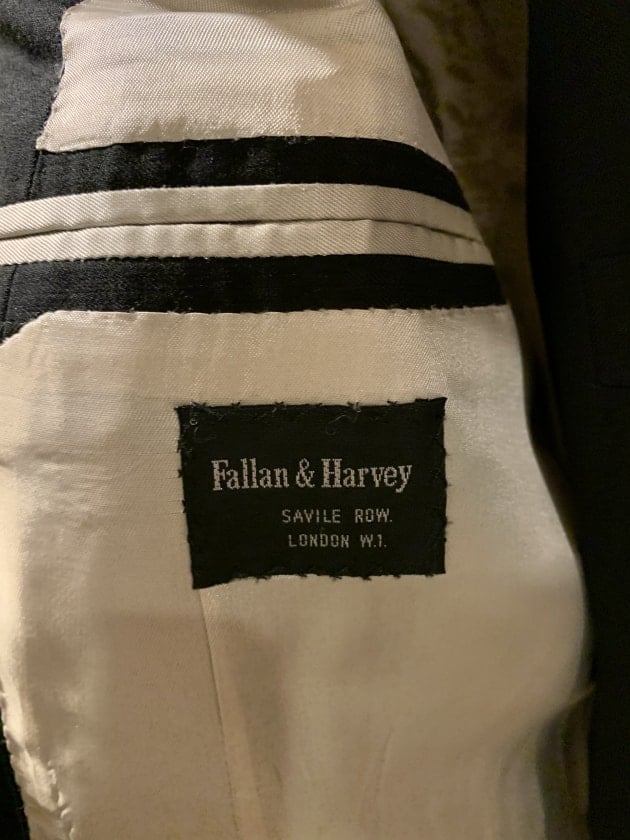 Fallan & Harvey
SAVILE ROW.
LONDON W.1.